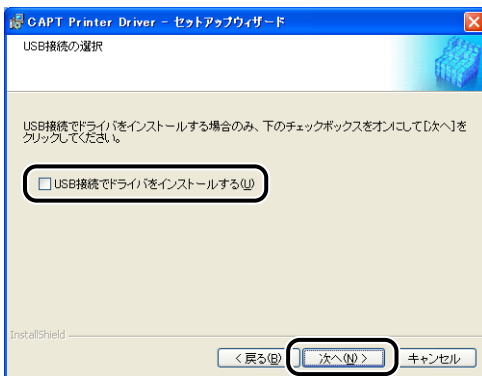 CAPT Printer Driver - セットアップウィザード
USB接続の選択
USB接続でドライバをインストールする場合のみ、下のチェックボックスをオンにして[次へ]を
クリックしてください。
USB接続でドライバをインストールする(U)
InstallShield
< 戻る(B)
次へ(N) >
キャンセル